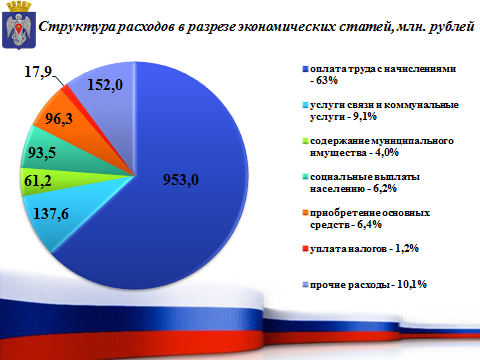 Структура расходов в разрезе экономических статей, млн. рублей
17,9
152,0
96,3
93,5
61,2
137,6
953,0
оплата труда с начислениями
- 63%
услуги связи и коммунальные
услуги - 9,1%
содержание муниципального
имущества - 4,0%
социальные выплаты
населению - 6,2%
приобретение основных
средств - 6,4%
уплата налогов - 1,2%
прочие расходы - 10,1%